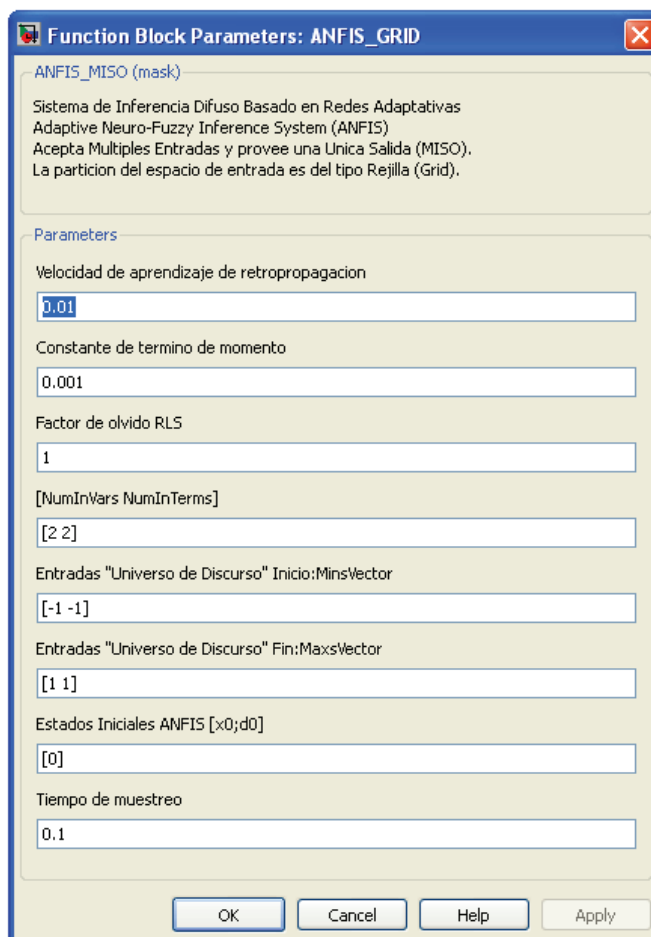 Function Block Parameters: ANFIS_GRID
ANFIS_MISO (mask)
Sistema de Inferencia Difuso Basado en Redes Adaptativas
Adaptive Neuro-Fuzzy Inference System (ANFIS)
Acepta Multiples Entradas y provee una Unica Salida (MISO).
La particion del espacio de entrada es del tipo Rejilla (Grid).
Parameters
Velocidad de aprendizaje de retropropagacion
0.01
Constante de termino de momento
0.001
Factor de olvido RLS
1
[NumInVars NumInTerms]
[2 2]
Entradas "Universo de Discurso" Inicio:MinsVector
[-1 -1]
Entradas "Universo de Discurso" Fin:MaxsVector
[1 1]
Estados Iniciales ANFIS [x0;d0]
[0]
Tiempo de muestreo
0.1
OK Cancel Help Apply